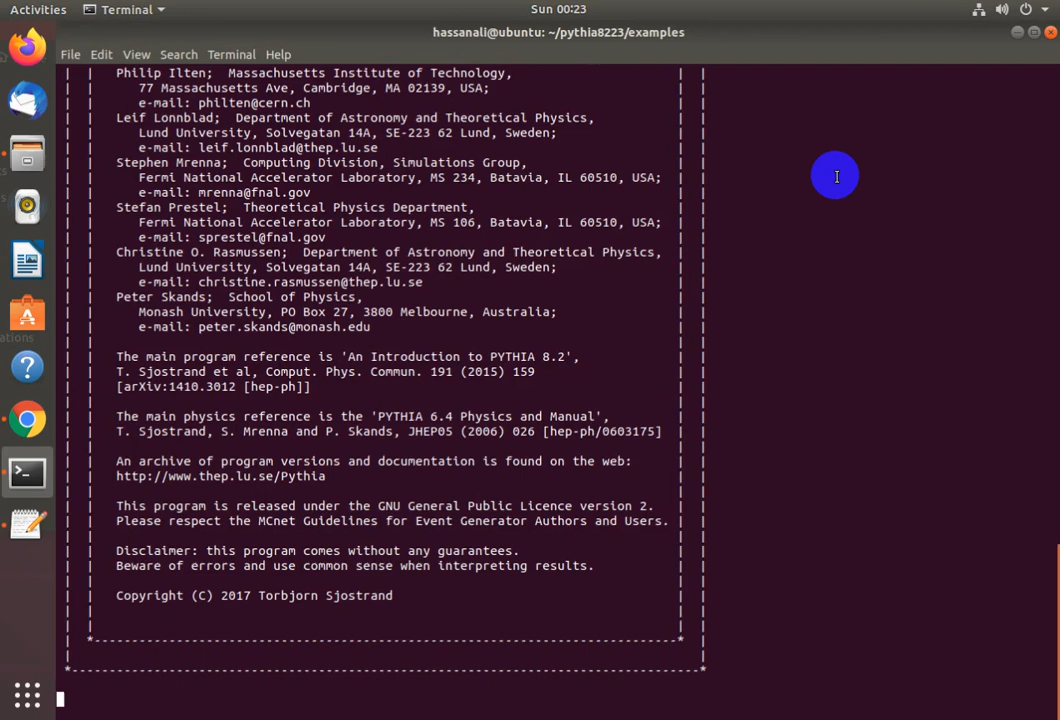 Activities Terminal Sun 00:23
hassanali@ubuntu: ~/pythia8223/examples
File Edit View Search Terminal Help
| | Philip Ilten; Massachusetts Institute of Technology, | |
| | 77 Massachusetts Ave, Cambridge, MA 02139, USA; | |
| | e-mail: philten@cern.ch | |
| | Leif Lonnblad; Department of Astronomy and Theoretical Physics, | |
| | Lund University, Solvegatan 14A, SE-223 62 Lund, Sweden; | |
| | e-mail: leif.lonnblad@thep.lu.se | |
| | Stephen Mrenna; Computing Division, Simulations Group, | |
| | Fermi National Accelerator Laboratory, MS 234, Batavia, IL 60510, USA; | |
| | e-mail: mrenna@fnal.gov | |
| | Stefan Prestel; Theoretical Physics Department, | |
| | Fermi National Accelerator Laboratory, MS 106, Batavia, IL 60510, USA; | |
| | e-mail: sprestel@fnal.gov | |
| | Christine O. Rasmussen; Department of Astronomy and Theoretical Physics, | |
| | Lund University, Solvegatan 14A, SE-223 62 Lund, Sweden; | |
| | e-mail: christine.rasmussen@thep.lu.se | |
| | Peter Skands; School of Physics, | |
| | Monash University, PO Box 27, 3800 Melbourne, Australia; | |
| | e-mail: peter.skands@monash.edu | |
| | | |
| | The main program reference is 'An Introduction to PYTHIA 8.2', | |
| | T. Sjostrand et al, Comput. Phys. Commun. 191 (2015) 159 | |
| | [arXiv:1410.3012 [hep-ph]] | |
| | | |
| | The main physics reference is the 'PYTHIA 6.4 Physics and Manual', | |
| | T. Sjostrand, S. Mrenna and P. Skands, JHEP05 (2006) 026 [hep-ph/0603175] | |
| | | |
| | An archive of program versions and documentation is found on the web: | |
| | http://www.thep.lu.se/Pythia | |
| | | |
| | This program is released under the GNU General Public Licence version 2. | |
| | Please respect the MCnet Guidelines for Event Generator Authors and Users. | |
| | | |
| | Disclaimer: this program comes without any guarantees. | |
| | Beware of errors and use common sense when interpreting results. | |
| | | |
| | Copyright (C) 2017 Torbjorn Sjostrand | |
| | | |
| | | |
| *------------------------------------------------------------------------------* |
| |
*------------------------------------------------------------------------------------*